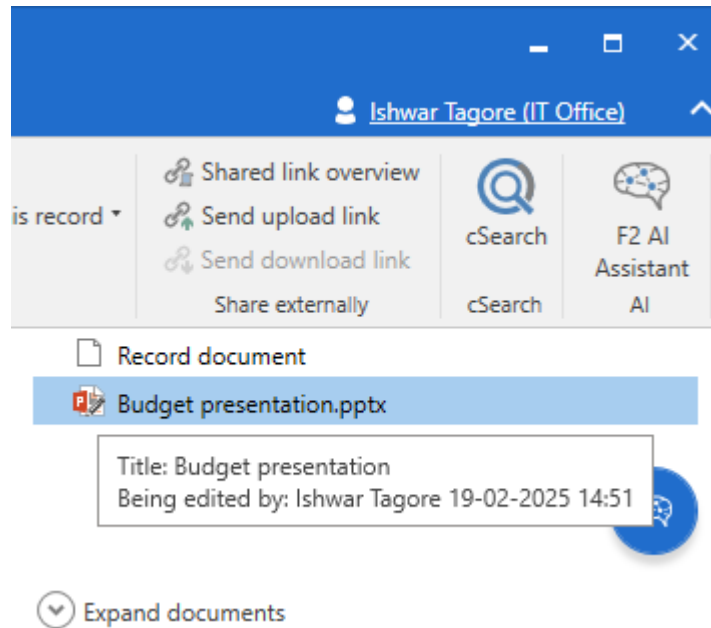 Ishwar Tagore (IT Office)
is record
Shared link overview
Send upload link
Send download link
Share externally
cSearch
cSearch
F2 AI
Assistant
AI
Record document
Budget presentation.pptx
Title: Budget presentation
Being edited by: Ishwar Tagore 19-02-2025 14:51
Expand documents